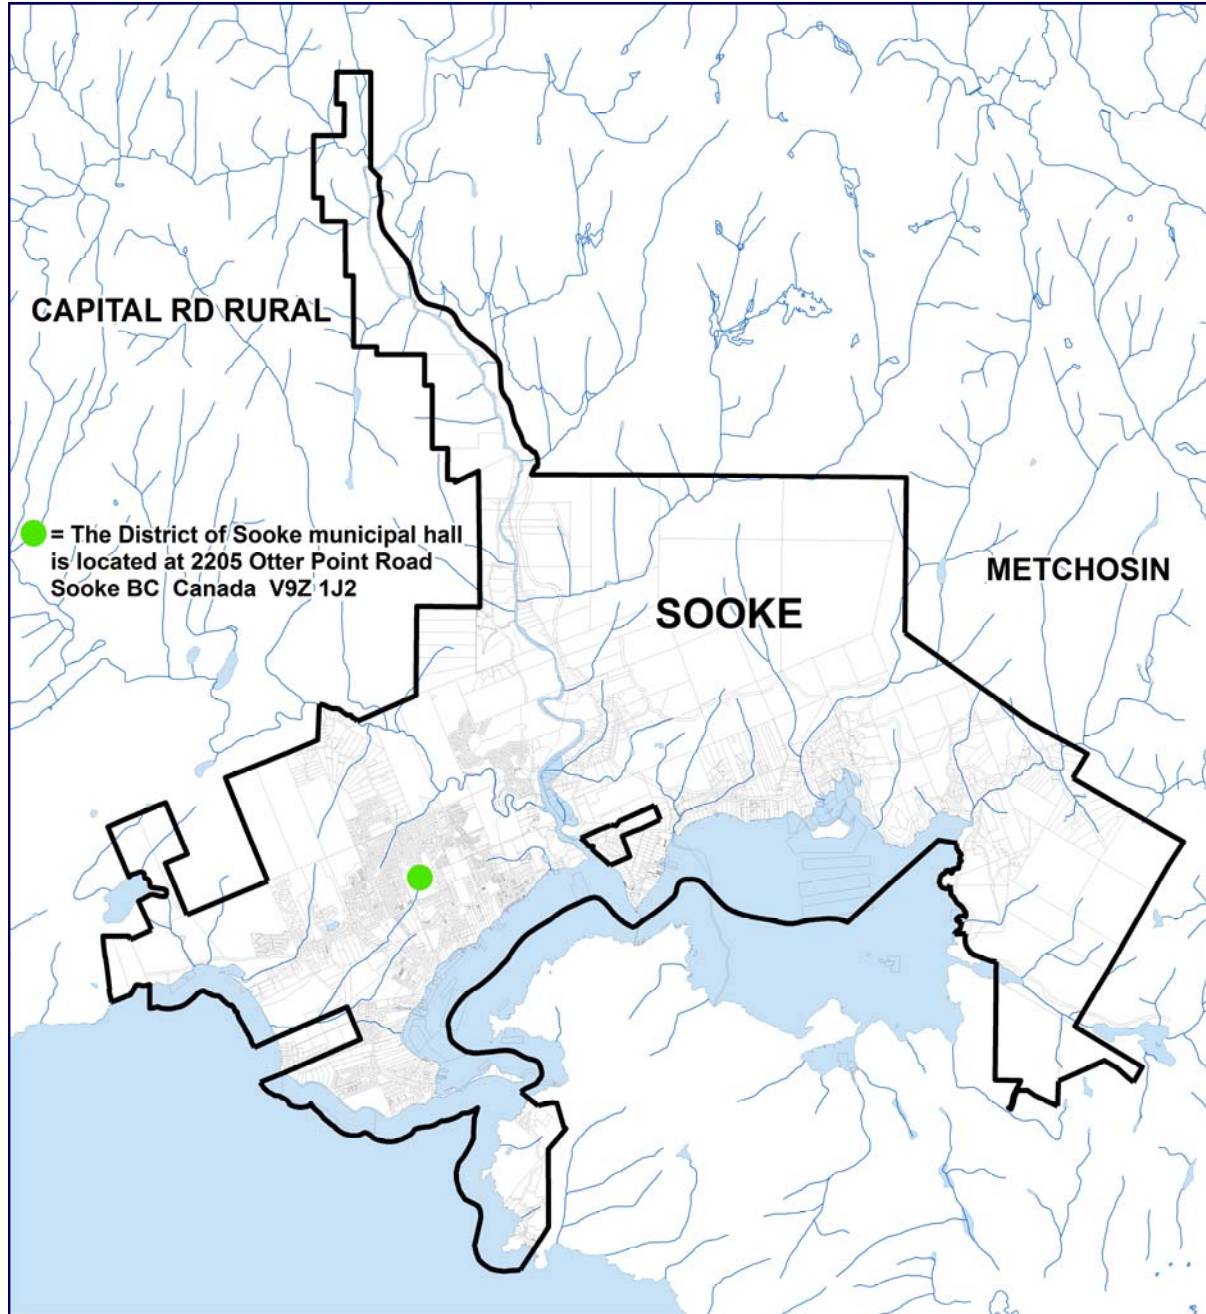 CAPITAL RD RURAL
= The District of Sooke municipal hall
is located at 2205 Otter Point Road
Sooke BC Canada V9Z 1J2
METCHOSIN
SOOKE